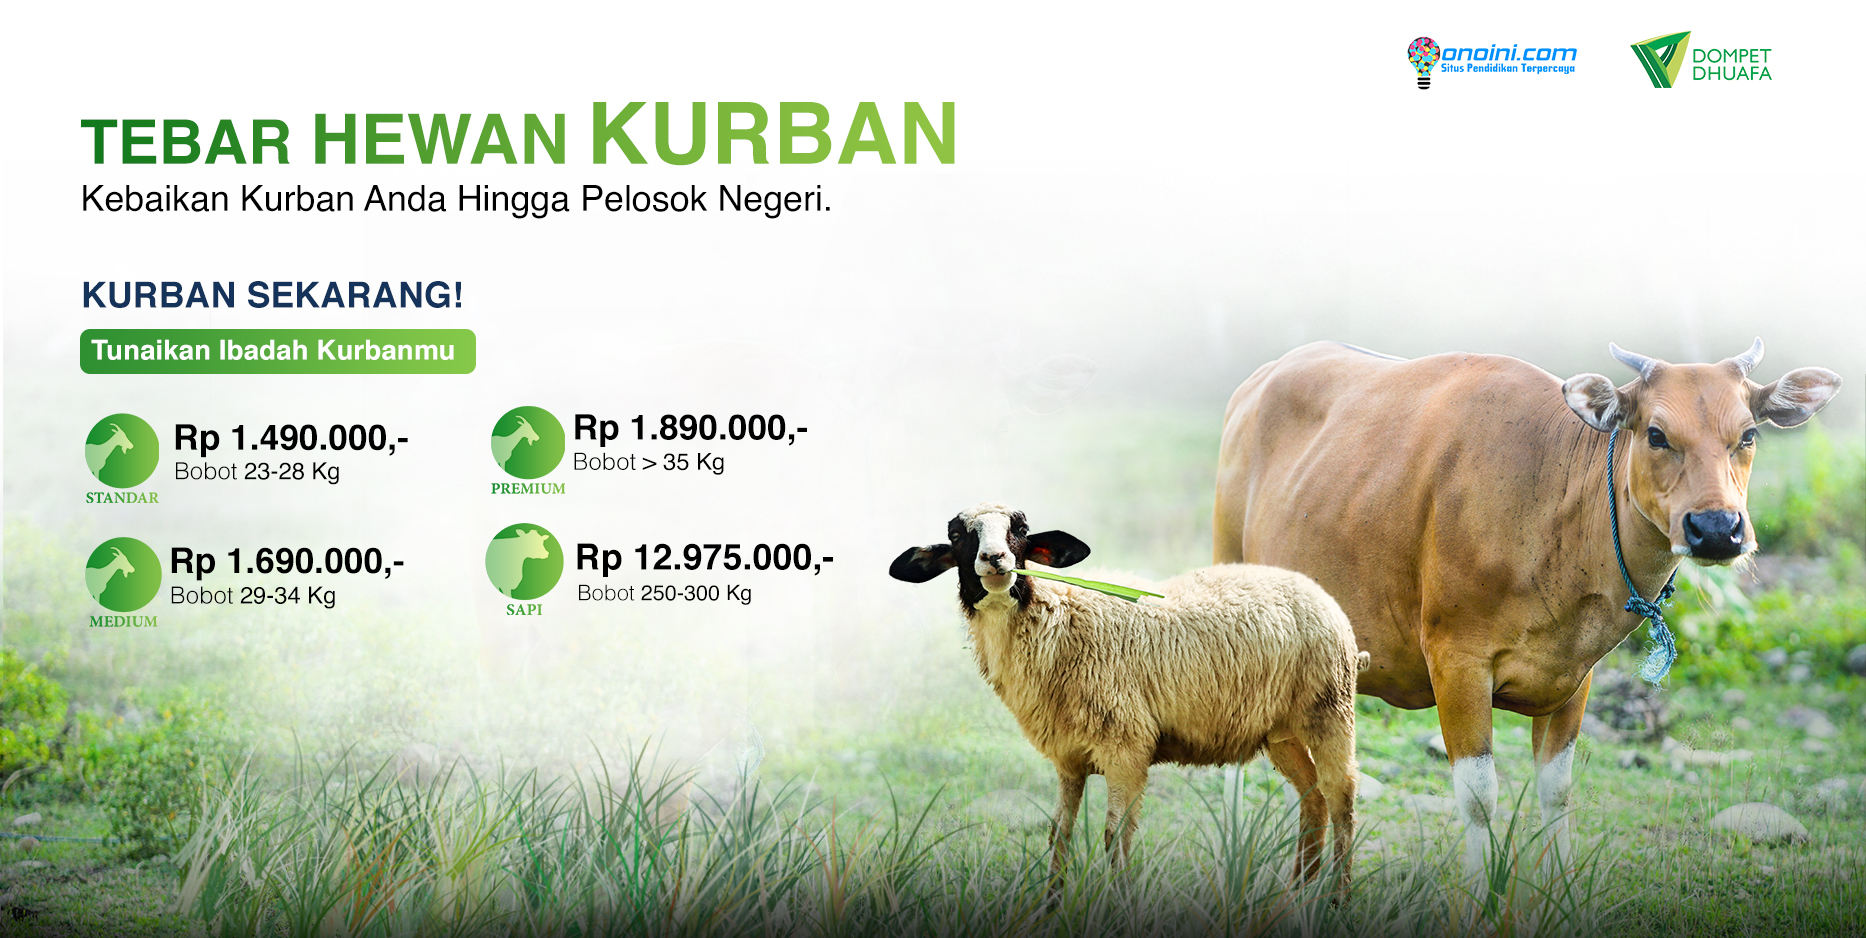 onoini.com
Situs Pendidikan Terpercaya
DOMPET
DHUAFA
TEBAR HEWAN KURBAN
Kebaikan Kurban Anda Hingga Pelosok Negeri.
KURBAN SEKARANG!
Tunaikan Ibadah Kurbanmu
Rp 1.490.000,-
Bobot 23-28 Kg
STANDAR
Rp 1.890.000,-
Bobot > 35 Kg
PREMIUM
Rp 1.690.000,-
Bobot 29-34 Kg
MEDIUM
Rp 12.975.000,-
Bobot 250-300 Kg
SAPI